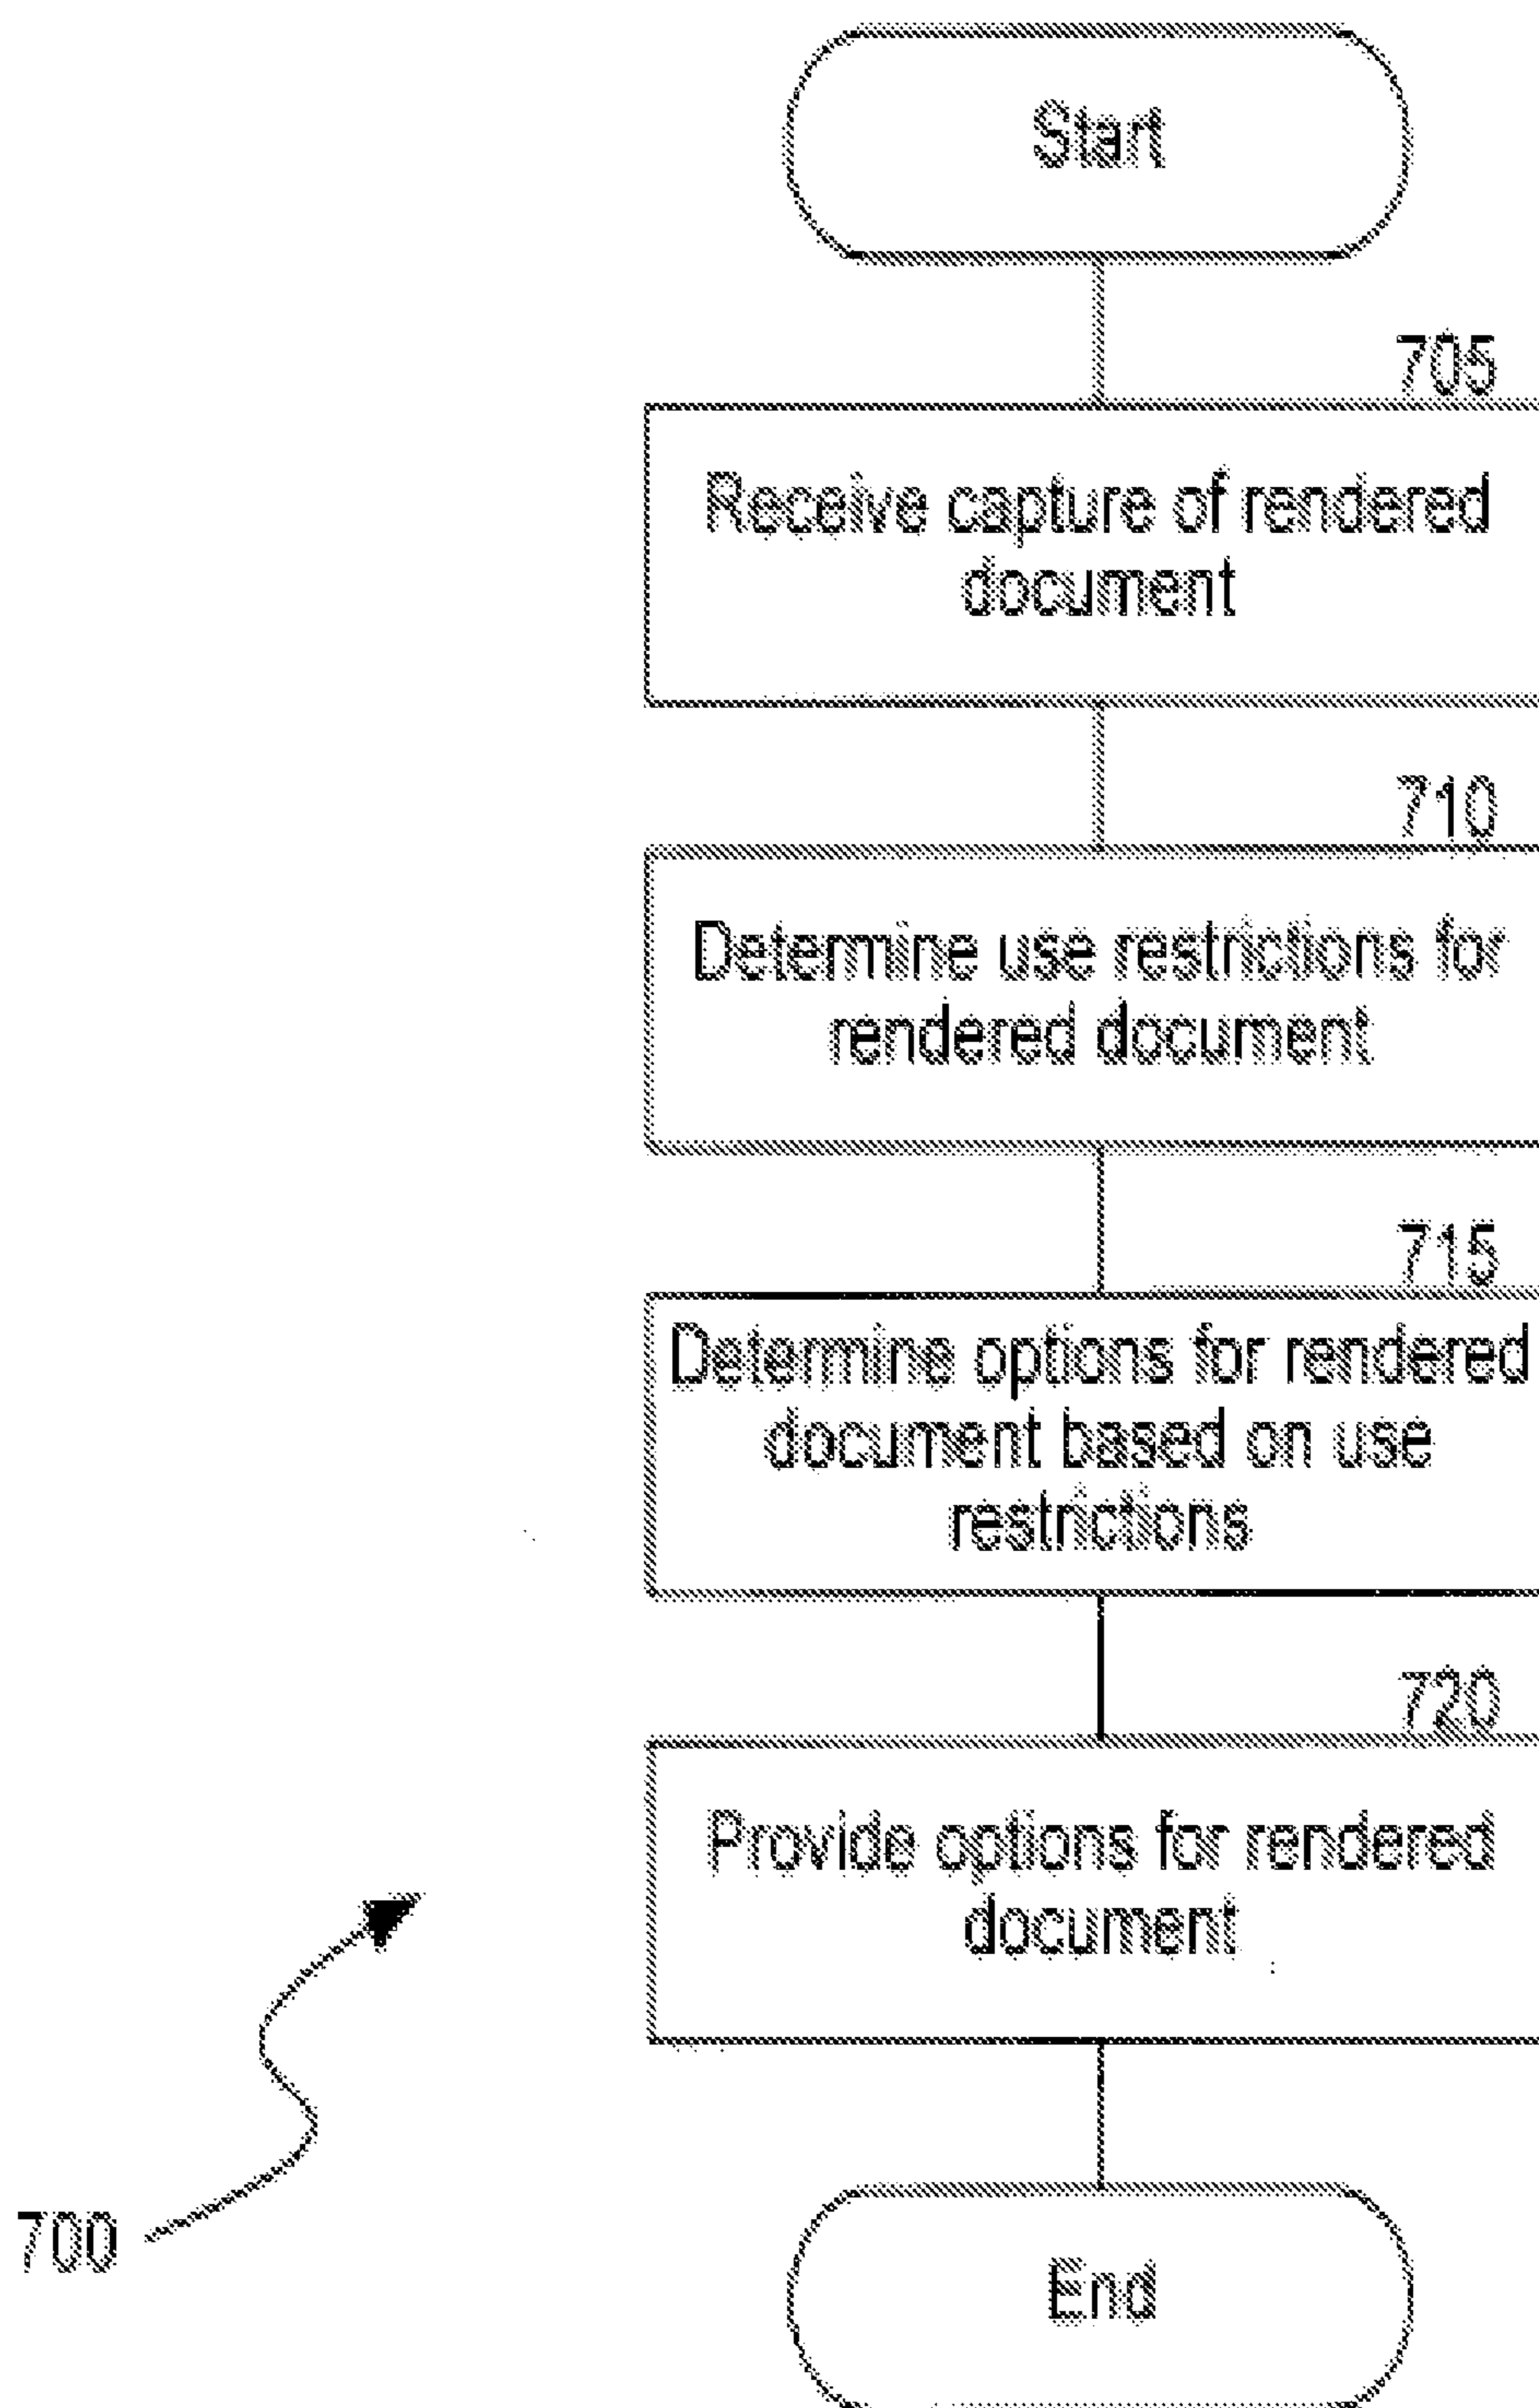 Start
705
Receive capture of rendered
document
710
Determine use restrictions for
rendered document
715
Determine options for rendered
document based on use
restrictions
720
Provide options for rendered
document
700
End